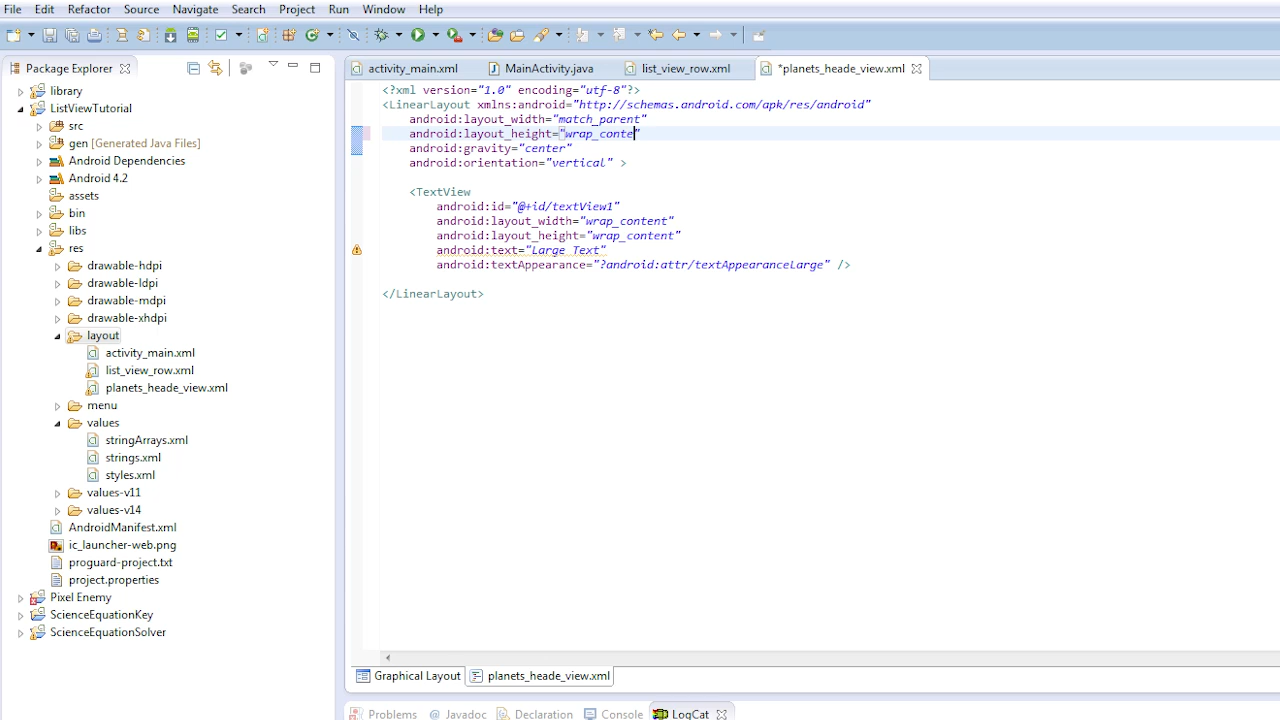 File Edit Refactor Source Navigate Search Project Run Window Help
Package Explorer
library
ListViewTutorial
src
gen [Generated Java Files]
Android Dependencies
Android 4.2
assets
bin
libs
res
drawable-hdpi
drawable-ldpi
drawable-mdpi
drawable-xhdpi
layout
activity_main.xml
list_view_row.xml
planets_heade_view.xml
menu
values
stringArrays.xml
strings.xml
styles.xml
values-v11
values-v14
AndroidManifest.xml
ic_launcher-web.png
proguard-project.txt
project.properties
Pixel Enemy
ScienceEquationKey
ScienceEquationSolver
activity_main.xml MainActivity.java list_view_row.xml *planets_heade_view.xml
<?xml version="1.0" encoding="utf-8"?>
<LinearLayout xmlns:android="http://schemas.android.com/apk/res/android"
android:layout_width="match_parent"
android:layout_height="wrap_conte"
android:gravity="center"
android:orientation="vertical" >
<TextView
android:id="@+id/textView1"
android:layout_width="wrap_content"
android:layout_height="wrap_content"
android:text="Large Text"
android:textAppearance="?android:attr/textAppearanceLarge" />
</LinearLayout>
Graphical Layout planets_heade_view.xml
Problems Javadoc Declaration Console LogCat